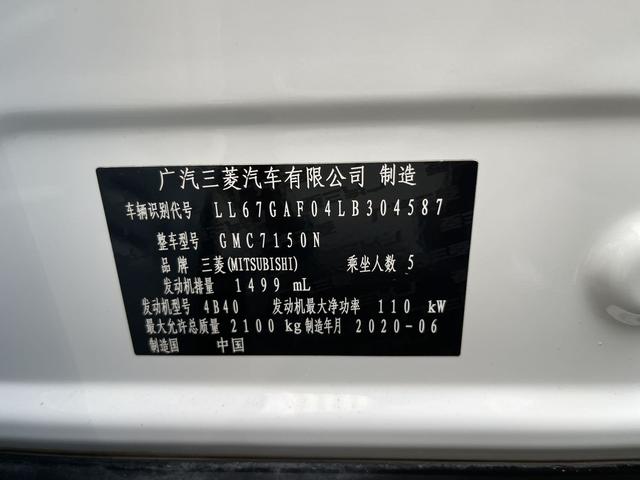 广汽三菱汽车有限公司 制造
车辆识别代号 LL67GAF04LB304587
整车型号 GMC7150N
品 牌 三菱(MITSUBISHI) 乘坐人数 5
发动机排量 1499 mL
发动机型号 4B40 发动机最大净功率 110 kW
最大允许总质量 2100 kg 制造年月 2020-06
制造国 中国